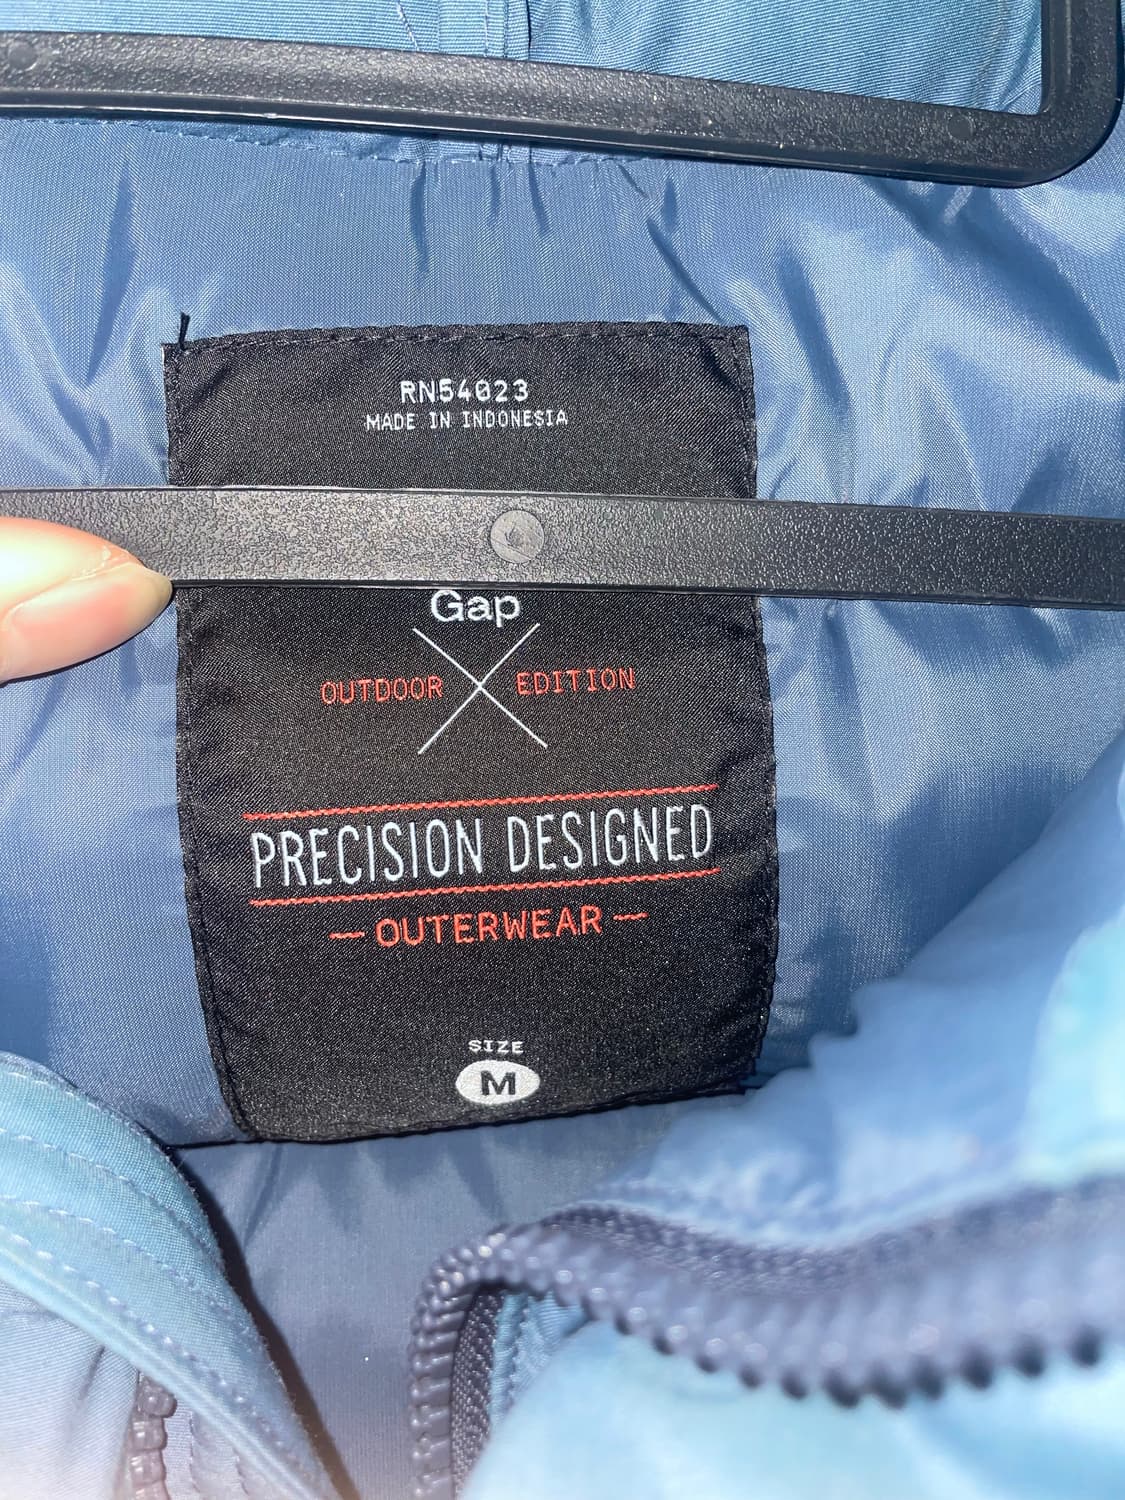 RN54023
MADE IN INDONESIA
Gap
OUTDOOR EDITION
PRECISION DESIGNED
— OUTERWEAR —
SIZE
M